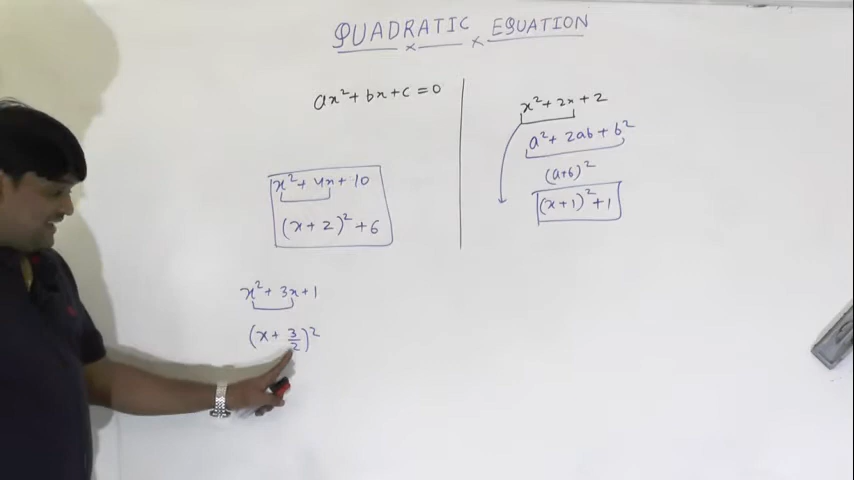 QUADRATIC EQUATION
ax² + bx + c = 0
x² + 4x + 10
(x + 2)² + 6
x² + 3x + 1
(x + 3/2)²
x² + 2x + 2
a² + 2ab + b²
(a+b)²
(x + 1)² + 1